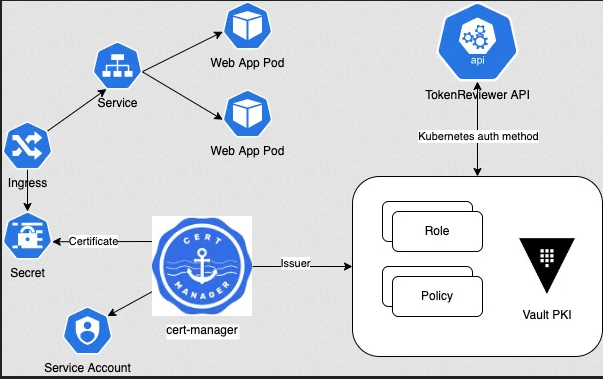 Web App Pod
api
Service
TokenReviewer API
Kubernetes auth method
Web App Pod
Ingress
Role
Certificate
CERT
MANAGER
Issuer
Secret
Policy
Vault PKI
cert-manager
Service Account